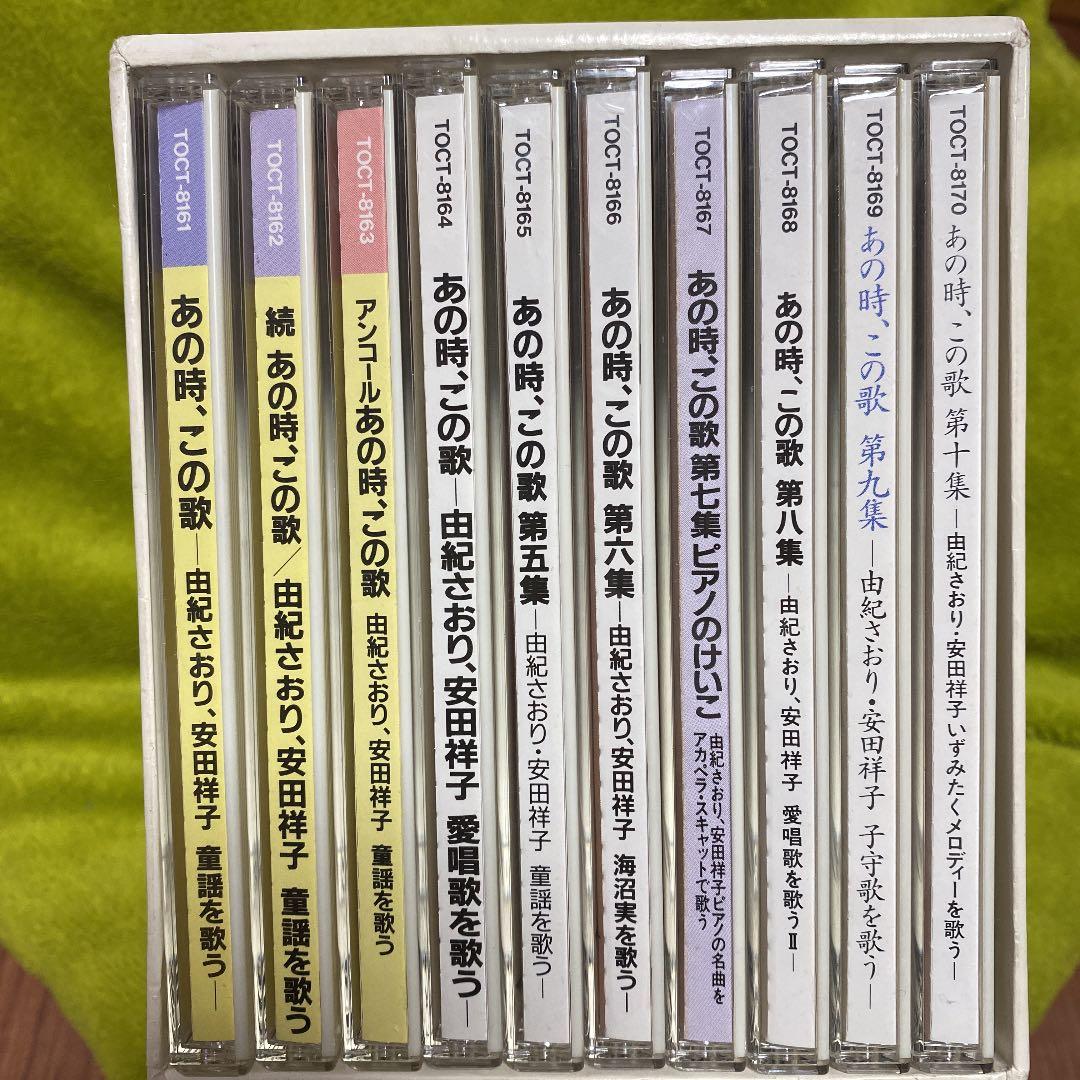 TOCT-8161 あの時、この歌 ―由紀さおり、安田祥子 童謡を歌う―
TOCT-8162 続 あの時、この歌/由紀さおり、安田祥子 童謡を歌う
TOCT-8163 アンコール あの時、この歌 由紀さおり、安田祥子 童謡を歌う
TOCT-8164 あの時、この歌 ―由紀さおり、安田祥子 愛唱歌を歌う―
TOCT-8165 あの時、この歌 第五集 ―由紀さおり・安田祥子 童謡を歌う―
TOCT-8166 あの時、この歌 第六集 ―由紀さおり、安田祥子 海沼実を歌う―
TOCT-8167 あの時、この歌 第七集 ピアノのけいこ
由紀さおり、安田祥子ピアノの名曲を
アカペラ・スキャットで歌う
TOCT-8168 あの時、この歌 第八集 ―由紀さおり、安田祥子 愛唱歌を歌うⅡ―
TOCT-8169 あの時、この歌 第九集 ―由紀さおり・安田祥子 子守歌を歌う―
TOCT-8170 あの時、この歌 第十集 ―由紀さおり・安田祥子 いずみたくメロディーを歌う―